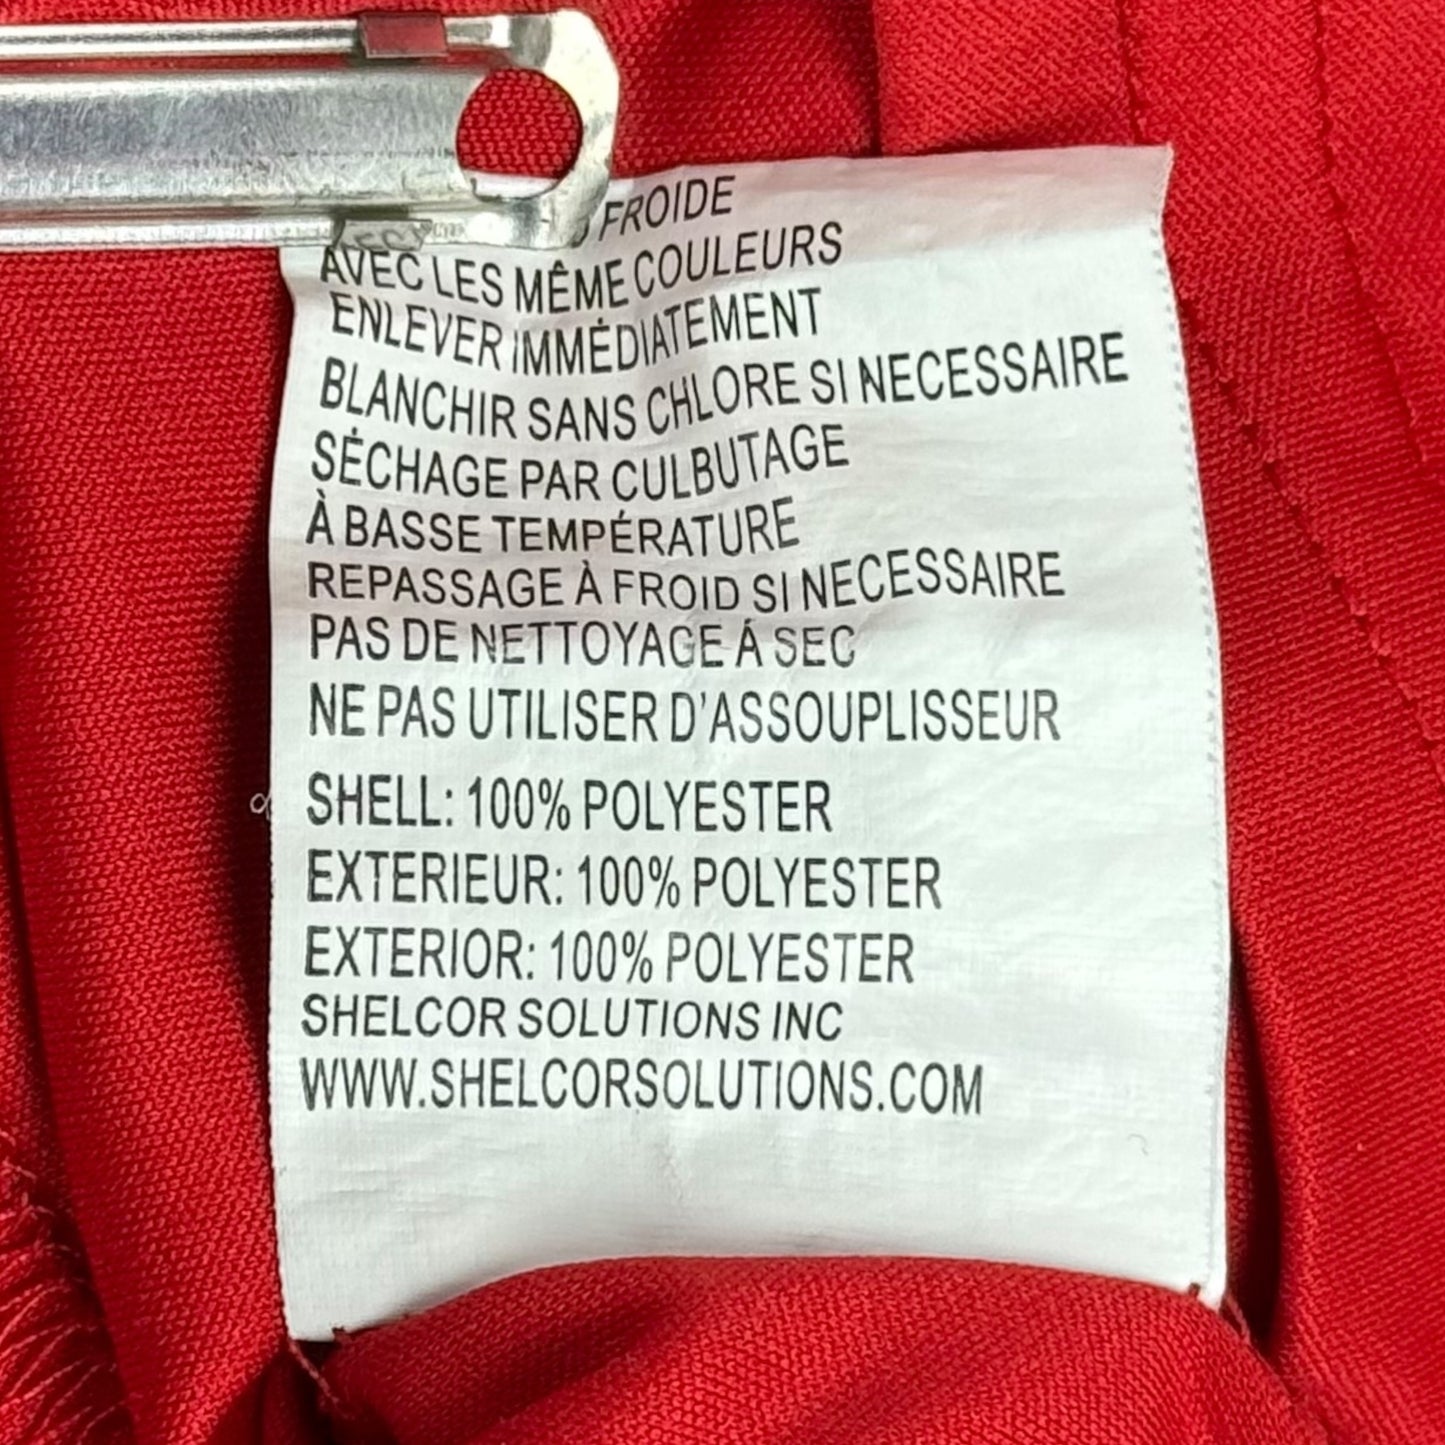 FROIDE
AVEC LES MÊME COULEURS
ENLEVER IMMÉDIATEMENT
BLANCHIR SANS CHLORE SI NECESSAIRE
SÉCHAGE PAR CULBUTAGE
À BASSE TEMPÉRATURE
REPASSAGE À FROID SI NECESSAIRE
PAS DE NETTOYAGE Á SEC
NE PAS UTILISER D'ASSOUPLISSEUR
SHELL: 100% POLYESTER
EXTERIEUR: 100% POLYESTER
EXTERIOR: 100% POLYESTER
SHELCOR SOLUTIONS INC
WWW.SHELCORSOLUTIONS.COM